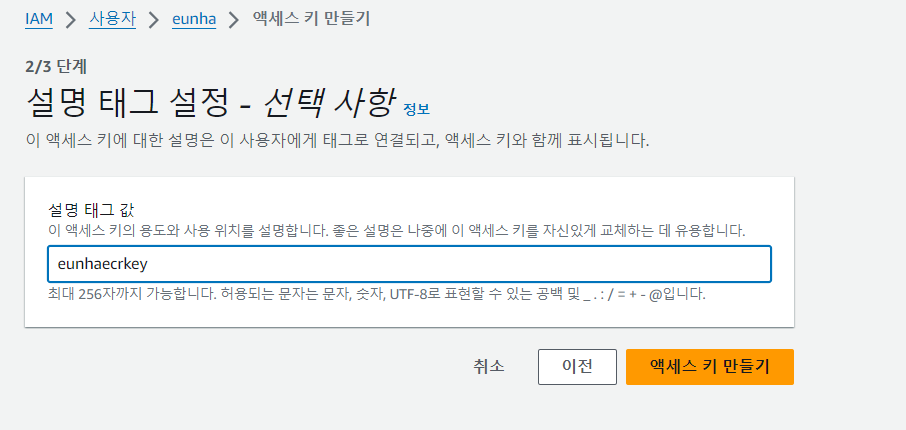 IAM > 사용자 > eunha > 액세스 키 만들기
2/3 단계
설명 태그 설정 - 선택 사항 정보
이 액세스 키에 대한 설명은 이 사용자에게 태그로 연결되고, 액세스 키와 함께 표시됩니다.
설명 태그 값
이 액세스 키의 용도와 사용 위치를 설명합니다. 좋은 설명은 나중에 이 액세스 키를 자신있게 교체하는 데 유용합니다.
eunhaecrkey
최대 256자까지 가능합니다. 허용되는 문자는 문자, 숫자, UTF-8로 표현할 수 있는 공백 및 _ . : / = + - @입니다.
취소 이전 액세스 키 만들기